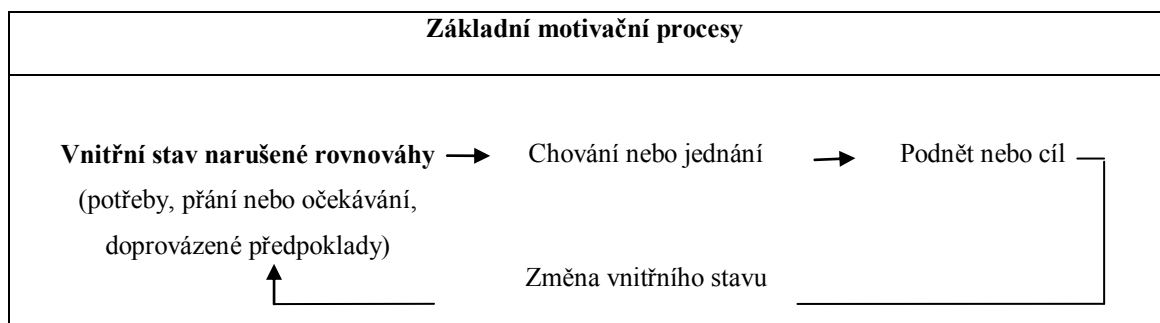 Základní motivační procesy
Vnitřní stav narušené rovnováhy Chování nebo jednání Podnět nebo cíl
(potřeby, přání nebo očekávání,
doprovázené předpoklady)
Změna vnitřního stavu